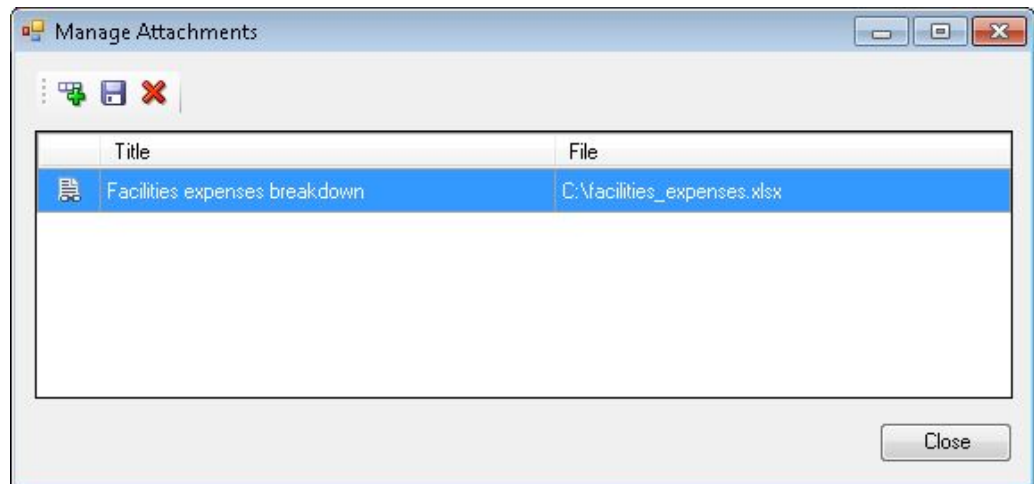 Manage Attachments
Title File
Facilities expenses breakdown C:\facilities_expenses.xlsx
Close